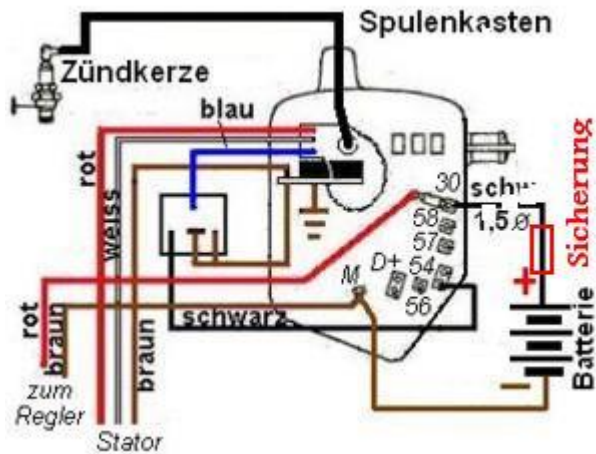 Spulenkasten
Zündkerze
blau
rot
weiss
30
1,5 ø
Sicherung
58
57
D+
54
M
56
+
schwarz
rot
braun
braun
Batterie
zum
Regler
Stator